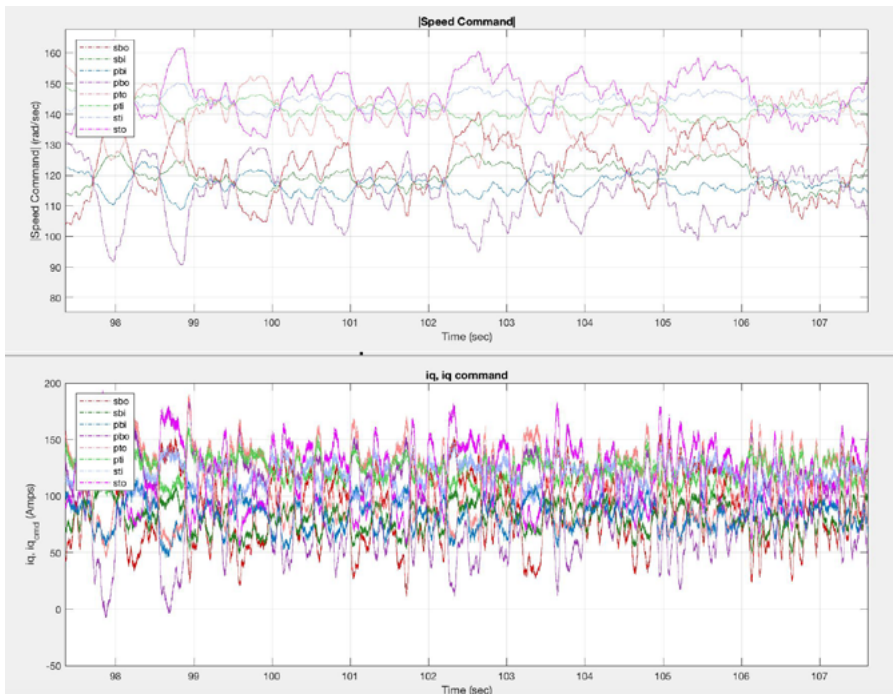 |Speed Command|
sbo
sbi
pbi
pbo
pto
pti
sti
sto
|Speed Command| (rad/sec)
160
150
140
130
120
110
100
90
80
98
99
100
101
102
103
104
105
106
107
Time (sec)
iq, iq command
sbo
sbi
pbi
pbo
pto
pti
sti
sto
iq, iq_cmd (Amps)
200
150
100
50
0
-50
98
99
100
101
102
103
104
105
106
107
Time (sec)